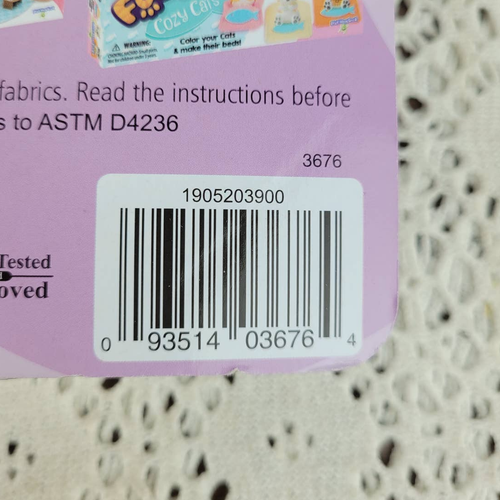 Cozy Cats
WARNING:
Color your Cats
& make their beds!
fabrics. Read the instructions before
s to ASTM D4236
3676
1905203900
Tested
oved
0 93514 03676 4